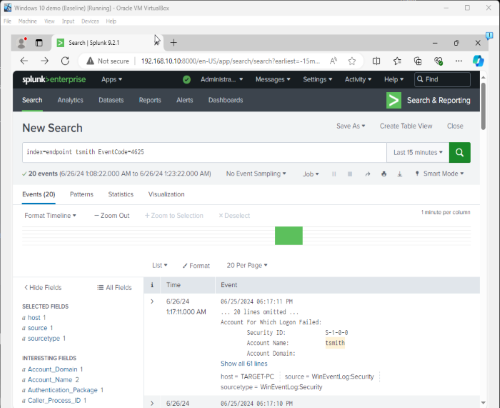 Windows 10 demo (Baseline) [Running] - Oracle VM VirtualBox
File Machine View Input Devices Help
Search | Splunk 9.2.1
Not secure 192.168.10.10:8000/en-US/app/search/search?earliest=-15m...
splunk>enterprise Apps Administra... Messages Settings Activity Help Find
Search Analytics Datasets Reports Alerts Dashboards Search & Reporting
New Search
Save As Create Table View Close
index=endpoint tsmith EventCode=4625 Last 15 minutes
20 events (6/26/24 1:08:22.000 AM to 6/26/24 1:23:22.000 AM) No Event Sampling Job Smart Mode
Events (20) Patterns Statistics Visualization
Format Timeline – Zoom Out + Zoom to Selection × Deselect 1 minute per column
List Format 20 Per Page
< Hide Fields All Fields
i Time Event
SELECTED FIELDS
a host 1
a source 1
a sourcetype 1
INTERESTING FIELDS
a Account_Domain 1
a Account_Name 2
a Authentication_Package 1
a Caller_Process_ID 1
> 6/26/24
1:17:11.000 AM
06/25/2024 06:17:11 PM
... 20 lines omitted ...
Account For Which Logon Failed:
Security ID: S-1-0-0
Account Name: tsmith
Account Domain:
Show all 61 lines
host = TARGET-PC source = WinEventLog:Security
sourcetype = WinEventLog:Security
> 6/26/24 06/25/2024 06:17:10 PM